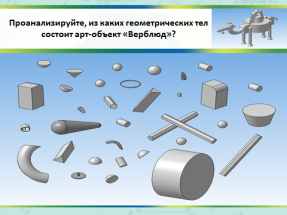 Проанализируйте, из каких геометрических тел
состоит арт-объект «Верблюд»?